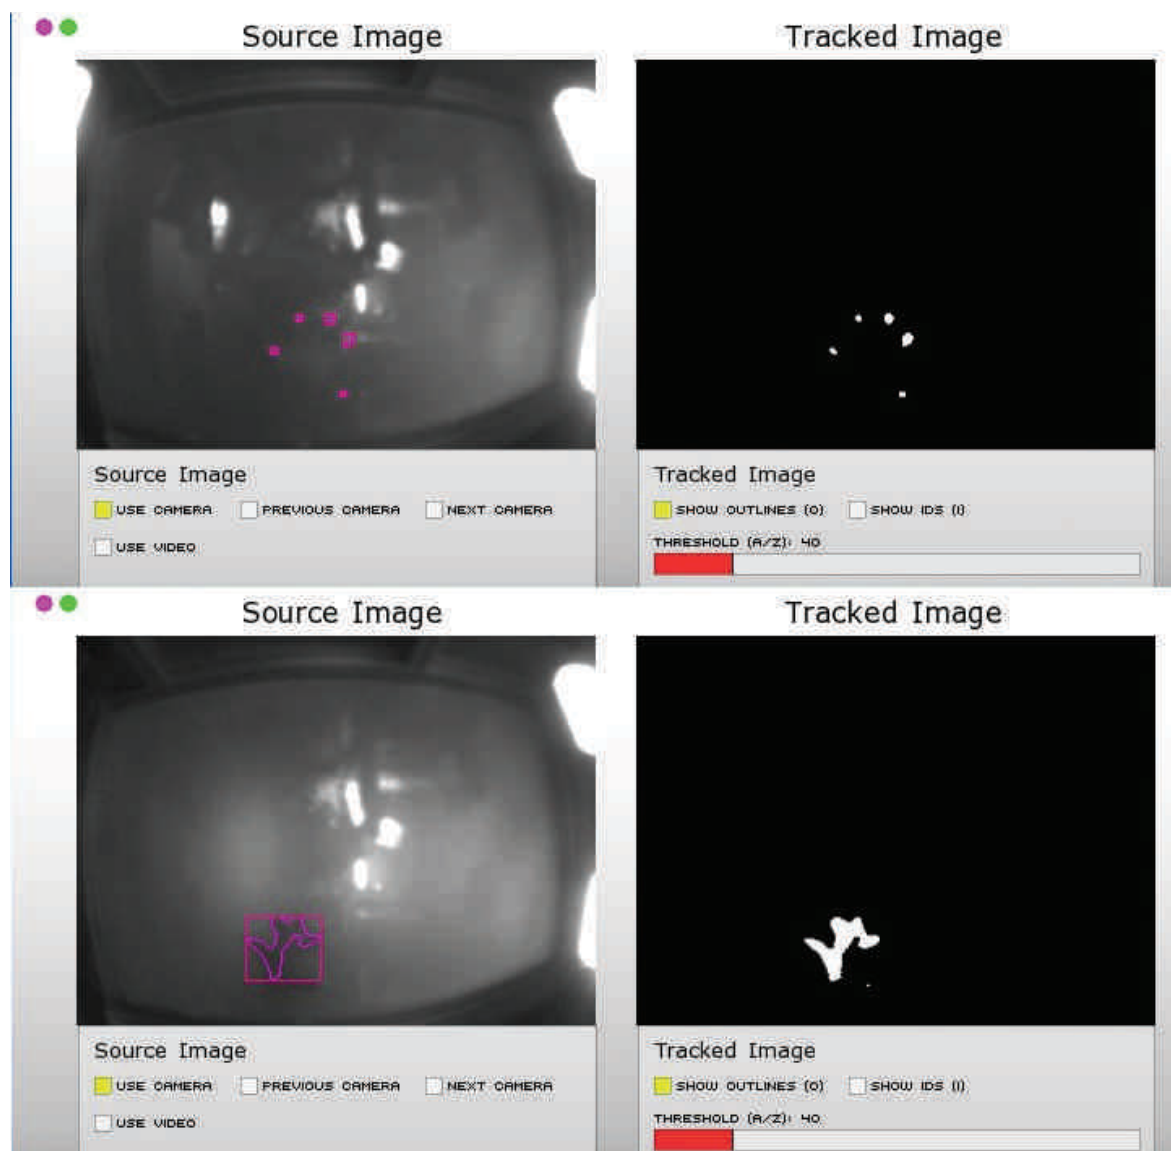 Source Image Tracked Image
Source Image Tracked Image
USE CAMERA PREVIOUS CAMERA NEXT CAMERA SHOW OUTLINES (O) SHOW IDS (I)
USE VIDEO THRESHOLD (A/Z): 40
Source Image Tracked Image
Source Image Tracked Image
USE CAMERA PREVIOUS CAMERA NEXT CAMERA SHOW OUTLINES (O) SHOW IDS (I)
USE VIDEO THRESHOLD (A/Z): 40